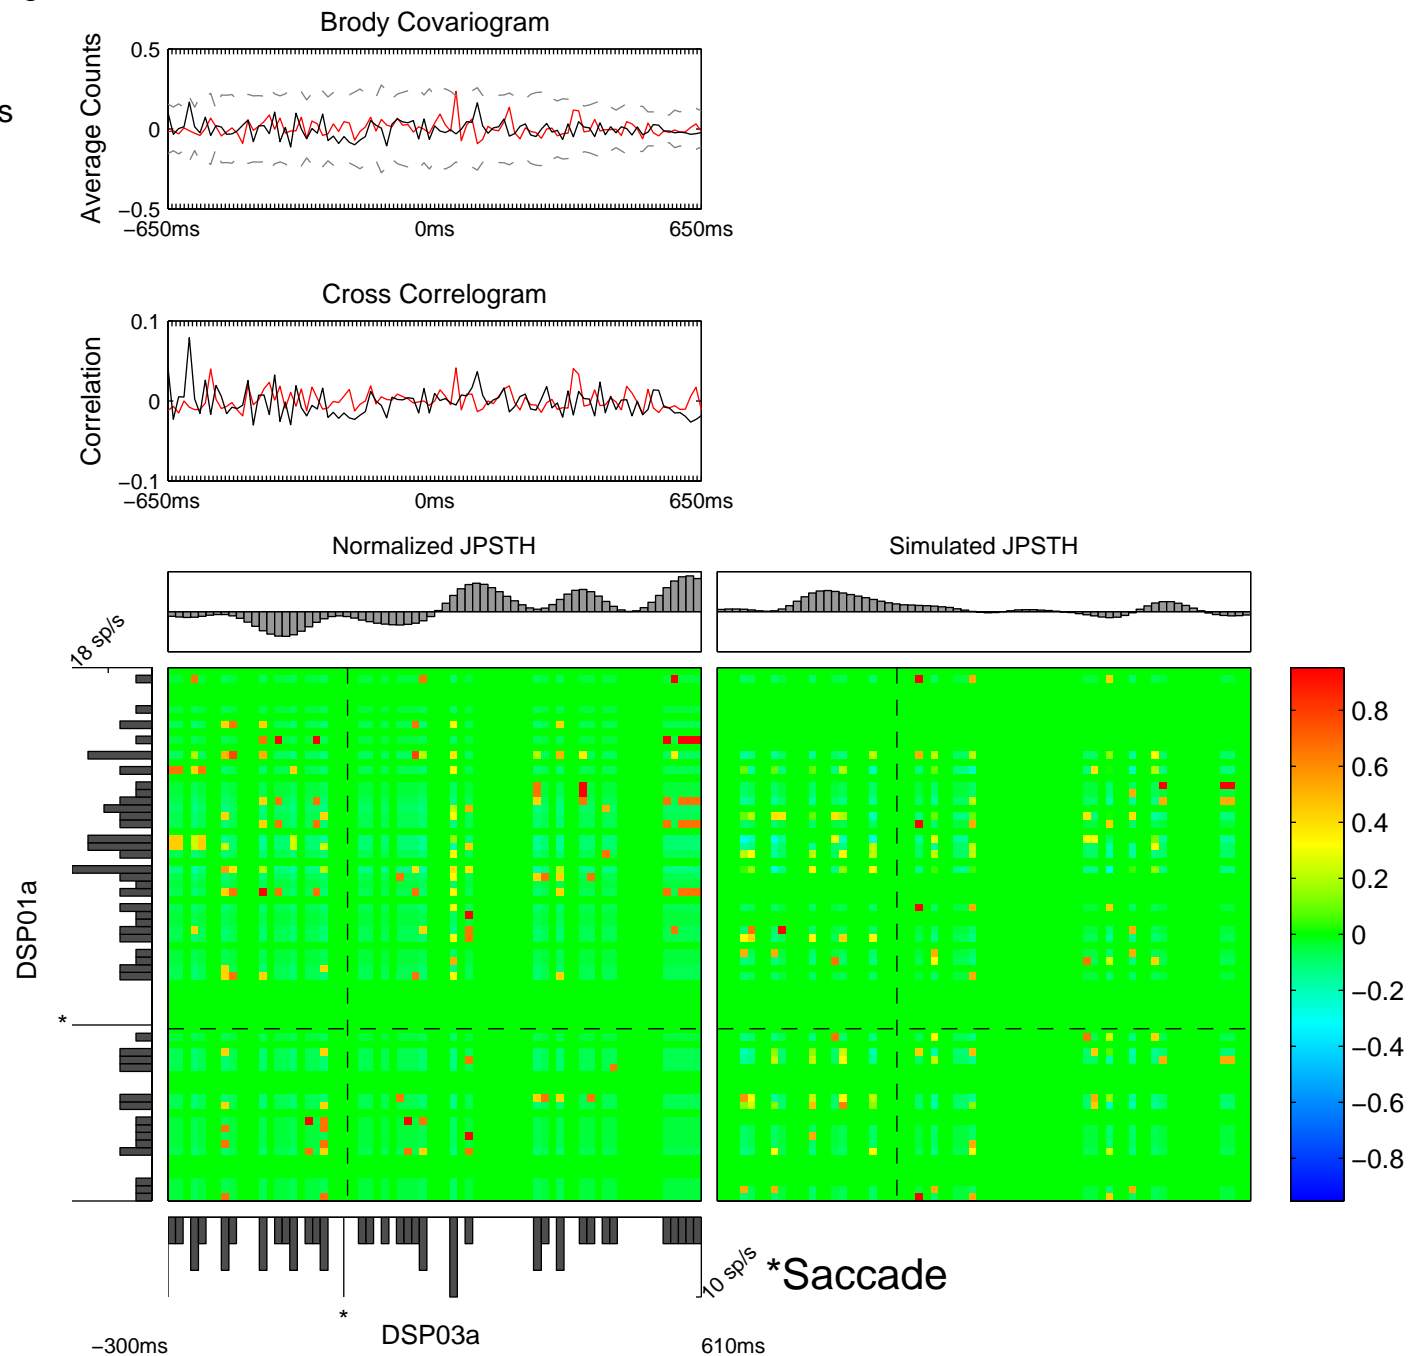 Brody Covariogram
Average Counts
0.5
0
−0.5
−650ms
0ms
650ms
s
Cross Correlogram
Correlation
0.1
0
−0.1
−650ms
0ms
650ms
Normalized JPSTH
Simulated JPSTH
18 sp/s
DSP01a
*
0.8
0.6
0.4
0.2
0
−0.2
−0.4
−0.6
−0.8
10 sp/s
*Saccade
*
DSP03a
−300ms
610ms